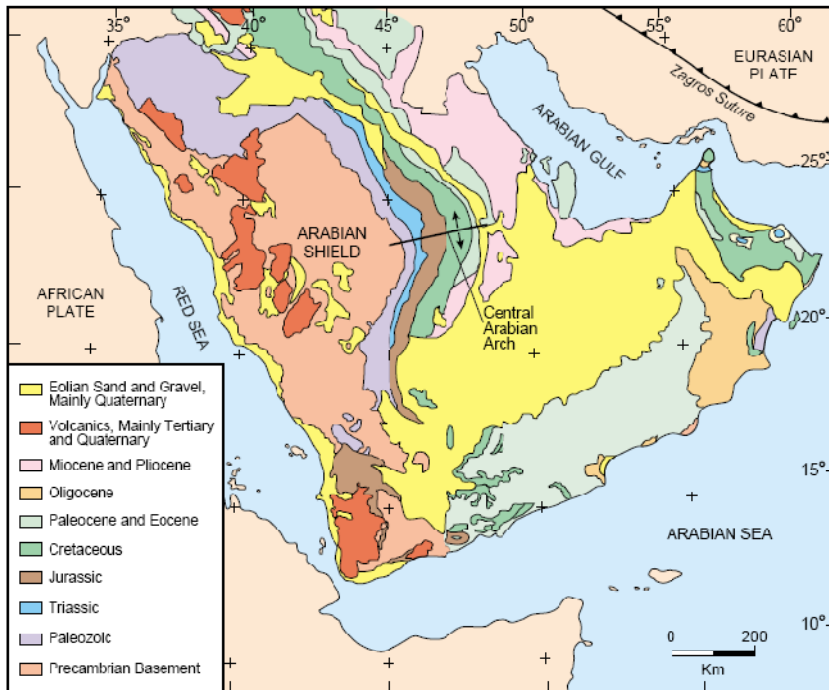 35°
40°
45°
50°
55°
60°
EURASIAN
PLATE
Zagros Suture
ARABIAN
GULF
25°
ARABIAN
SHIELD
AFRICAN
PLATE
RED SEA
Central
Arabian
Arch
20°
Eolian Sand and Gravel,
Mainly Quaternary
Volcanics, Mainly Tertiary
and Quaternary
Miocene and Pliocene
Oligocene
Paleocene and Eocene
Cretaceous
Jurassic
Triassic
Paleozoic
Precambrian Basement
15°
ARABIAN SEA
10°
0 200
Km